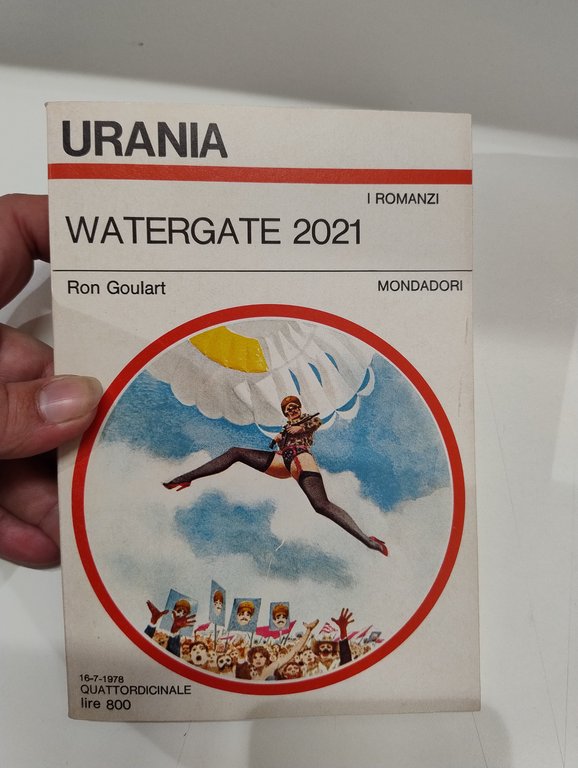 URANIA
I ROMANZI
WATERGATE 2021
Ron Goulart
MONDADORI
16-7-1978
QUATTORDICINALE
lire 800